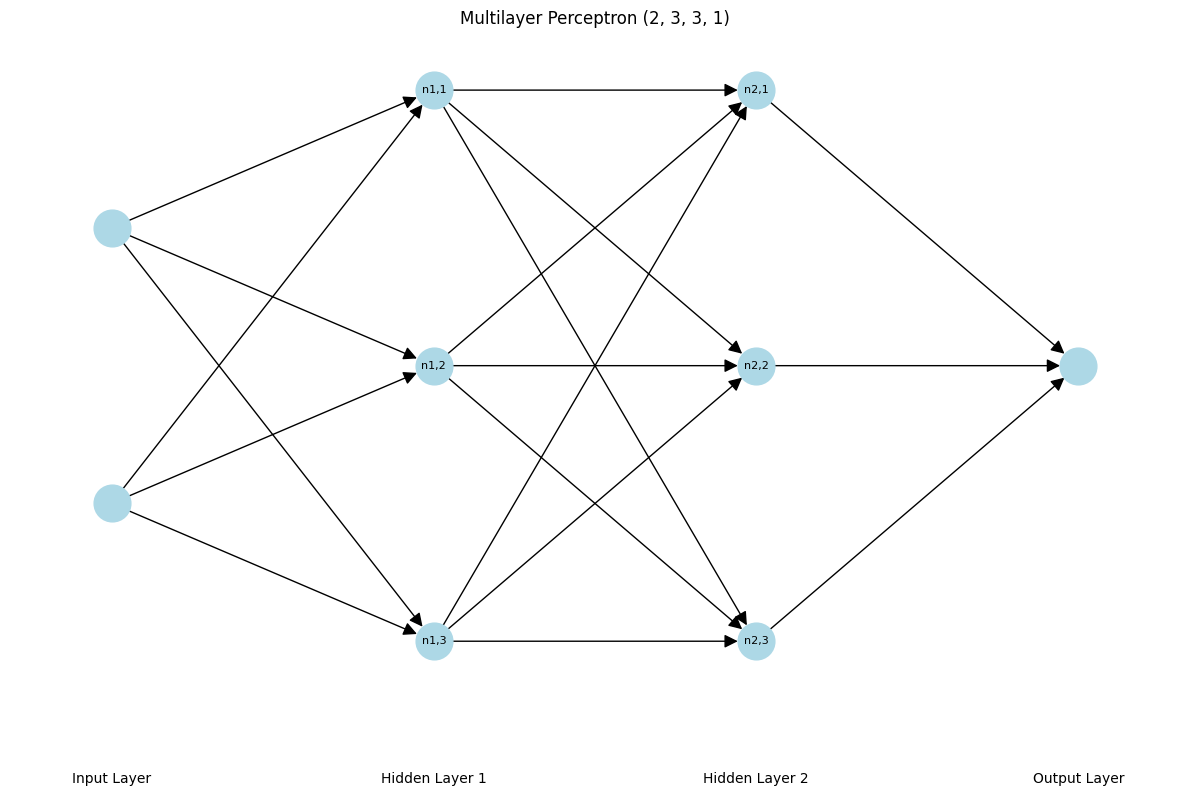 Multilayer Perceptron (2, 3, 3, 1)
n1,1
n2,1
n1,2
n2,2
n1,3
n2,3
Input Layer
Hidden Layer 1
Hidden Layer 2
Output Layer